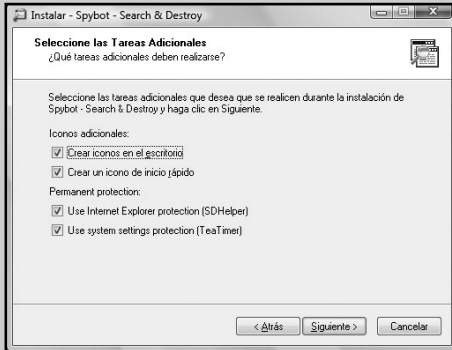 Instalar - Spybot - Search & Destroy
Seleccione las Tareas Adicionales
¿Qué tareas adicionales deben realizarse?
Seleccione las tareas adicionales que desea que se realicen durante la instalación de
Spybot - Search & Destroy y haga clic en Siguiente.
Iconos adicionales:
Crear iconos en el escritorio
Crear un icono de inicio rápido
Permanent protection:
Use Internet Explorer protection (SDHelper)
Use system settings protection (TeaTimer)
< Atrás Siguiente > Cancelar